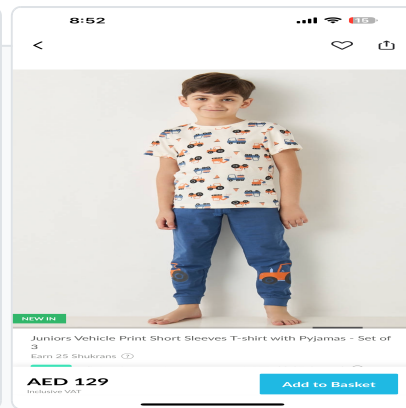 8:52
15
NEW IN
Juniors Vehicle Print Short Sleeves T-shirt with Pyjamas - Set of
3
Earn 25 Shukrans
AED 129
Inclusive VAT
Add to Basket